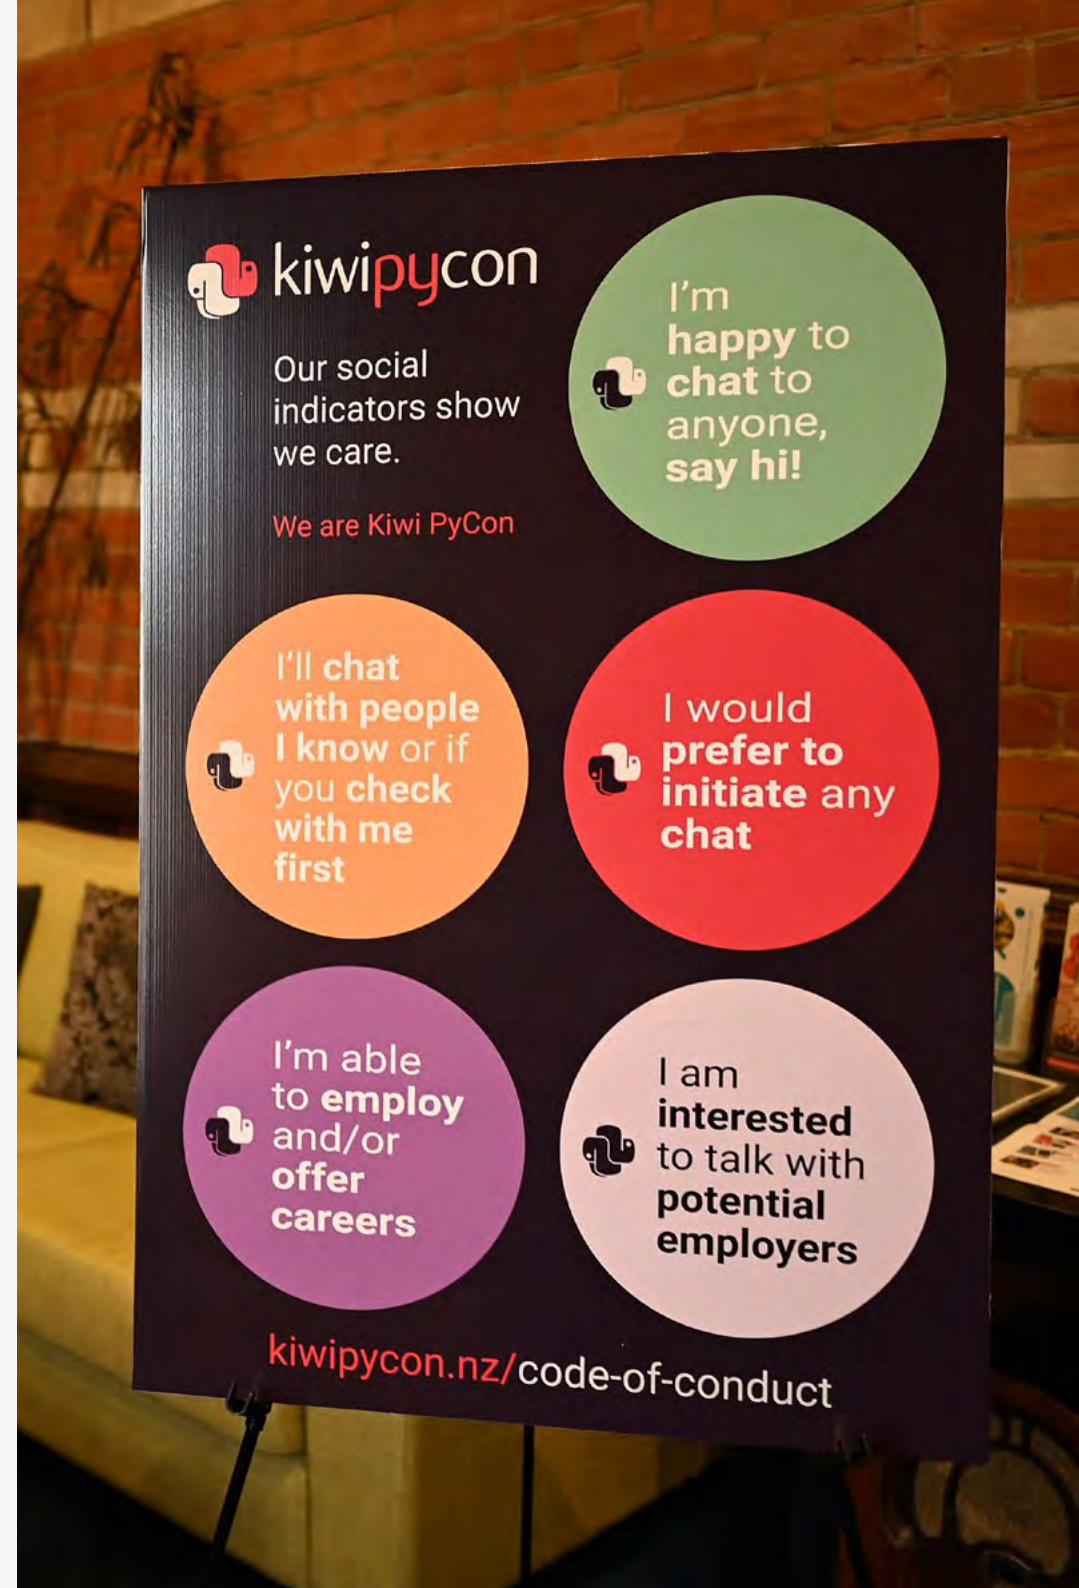 kiwipycon
Our social
indicators show
we care.
We are Kiwi PyCon
I'm
happy to
chat to
anyone,
say hi!
I'll chat
with people
I know or if
you check
with me
first
I would
prefer to
initiate any
chat
I'm able
to employ
and/or
offer
careers
I am
interested
to talk with
potential
employers
kiwipycon.nz/code-of-conduct